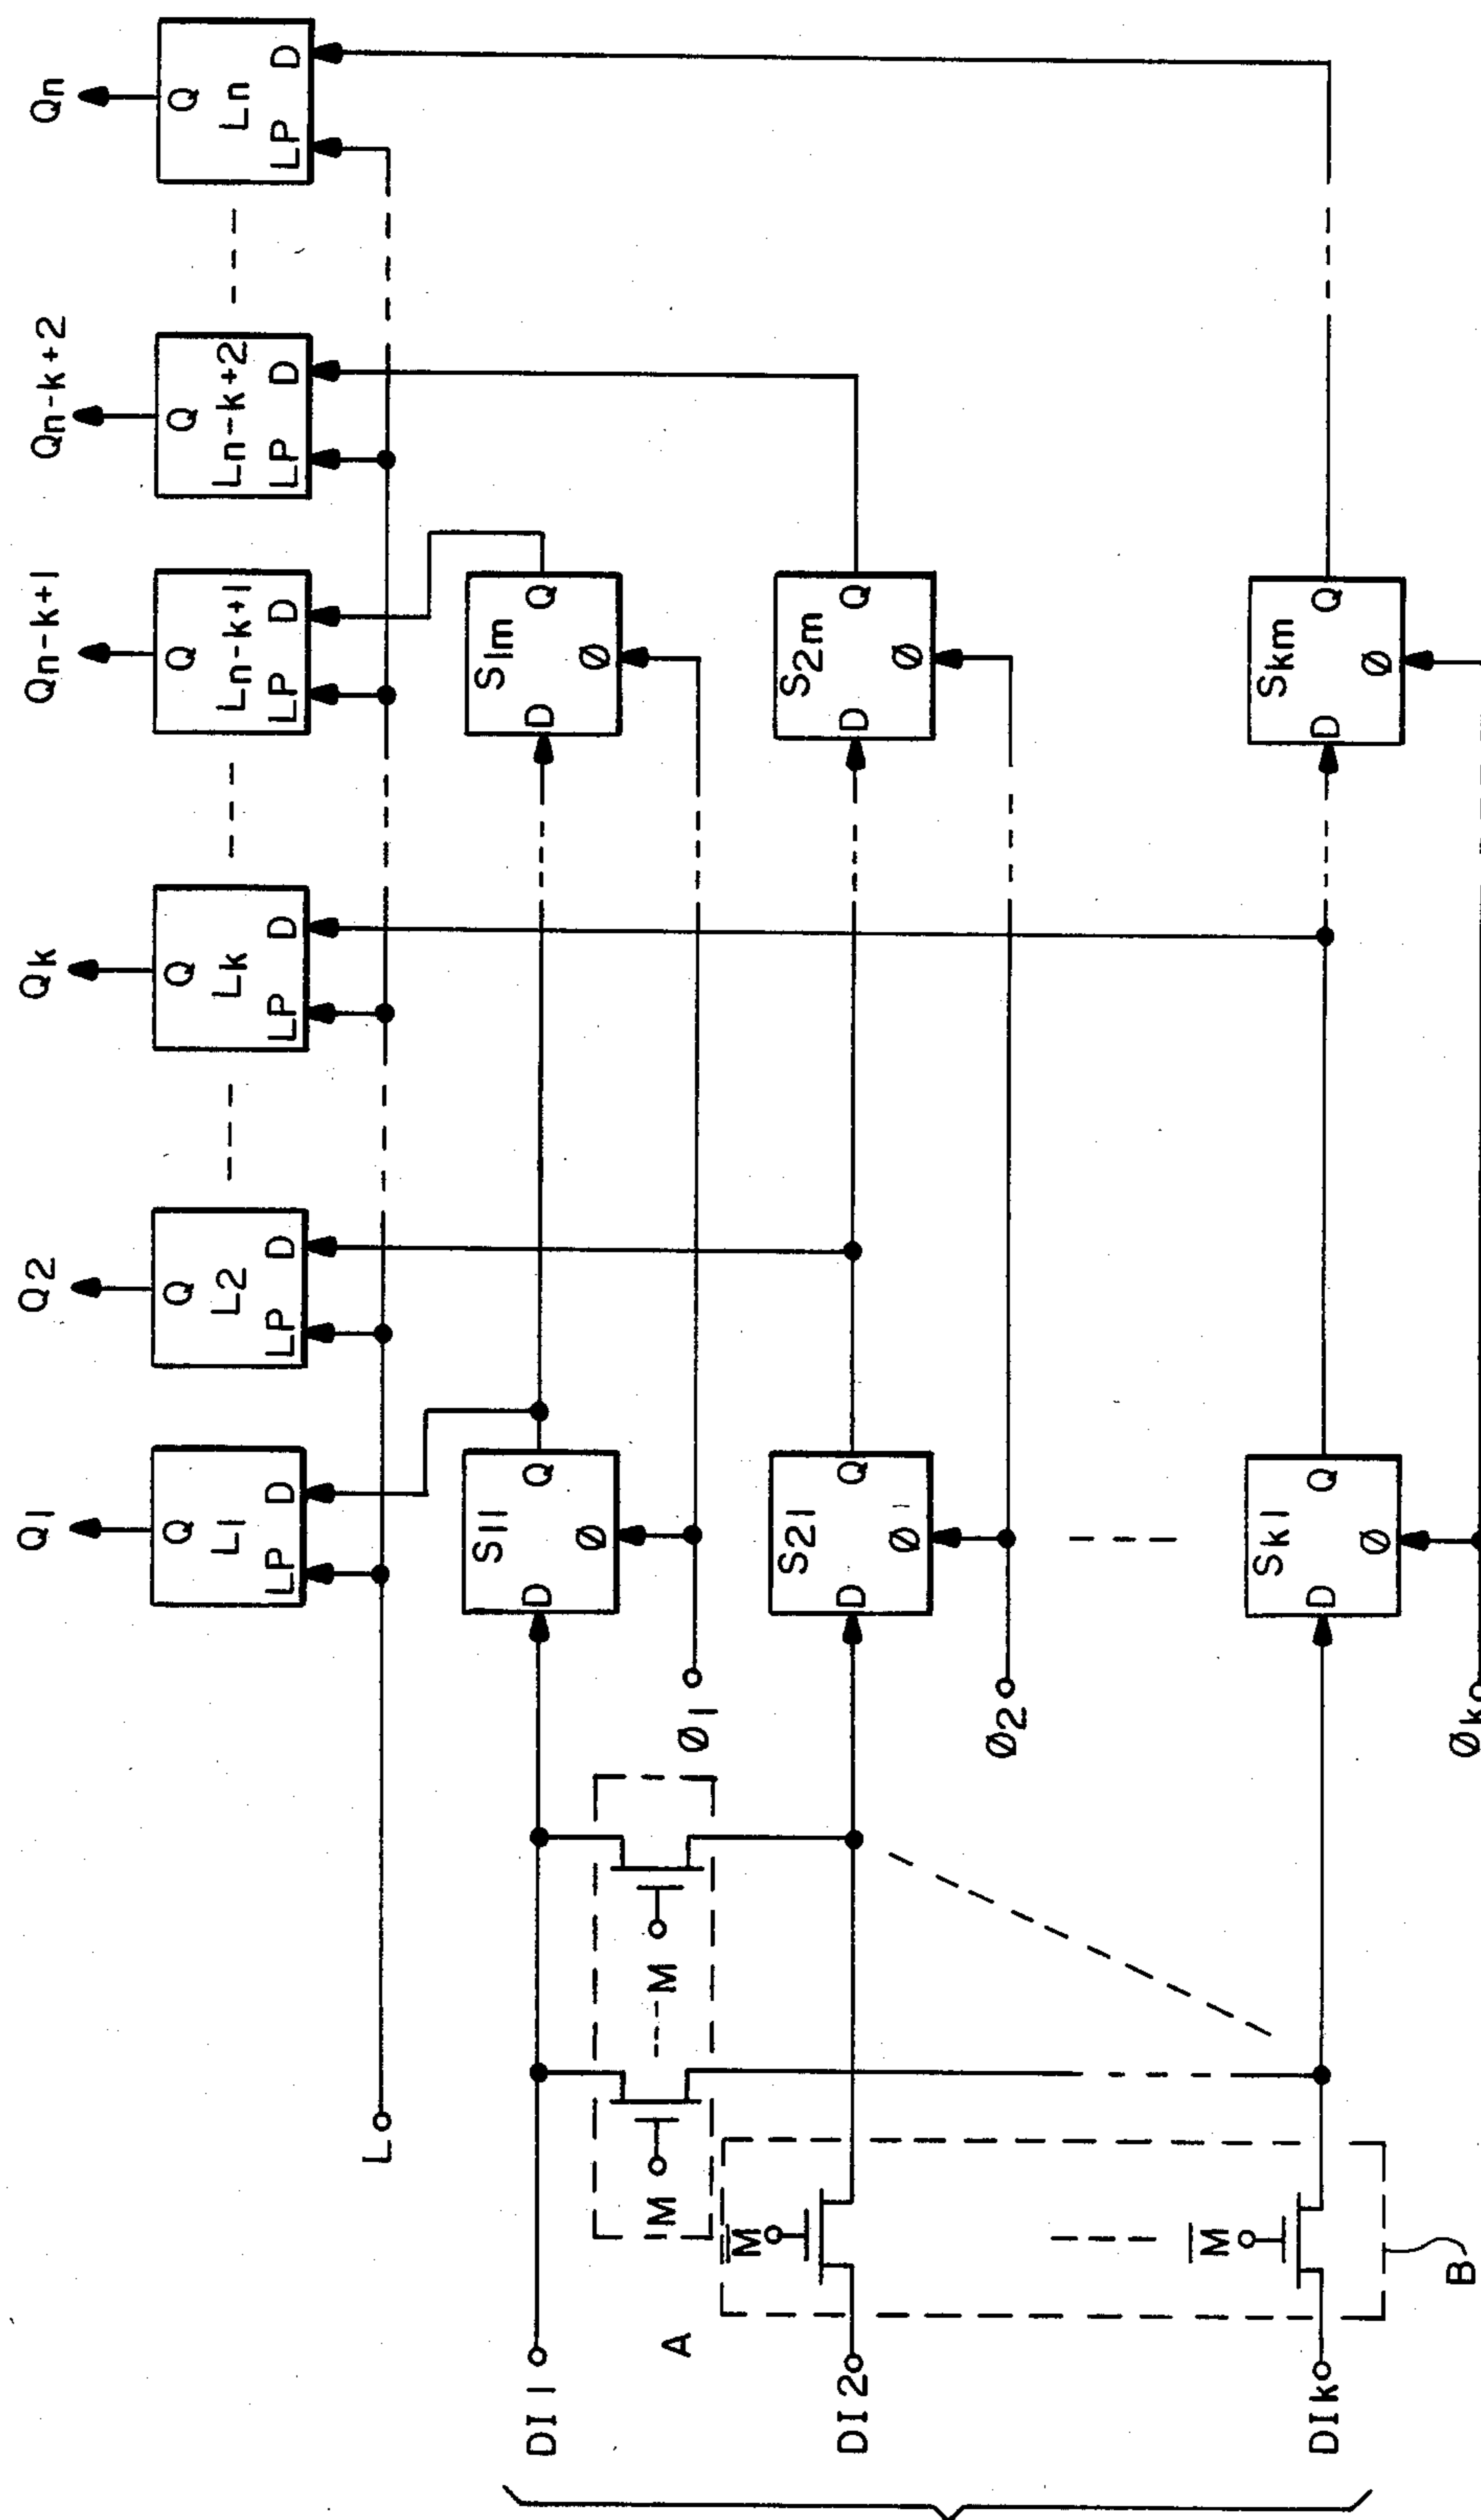 Q1 Q2 Qk Qn-k+1 Qn-k+2 Qn
Q Q Q Q Q Q
L1 L2 Lk Ln-k+1 Ln-k+2 Ln
LP D LP D LP D LP D LP D LP D
L
DI1
D S11 Q Ø
D S1m Q Ø
Ø1
M M
A
DI2
M̅
D S21 Q Ø
D S2m Q Ø
Ø2
DIk
M̅
D Sk1 Q Ø
D Skm Q Ø
Øk
B